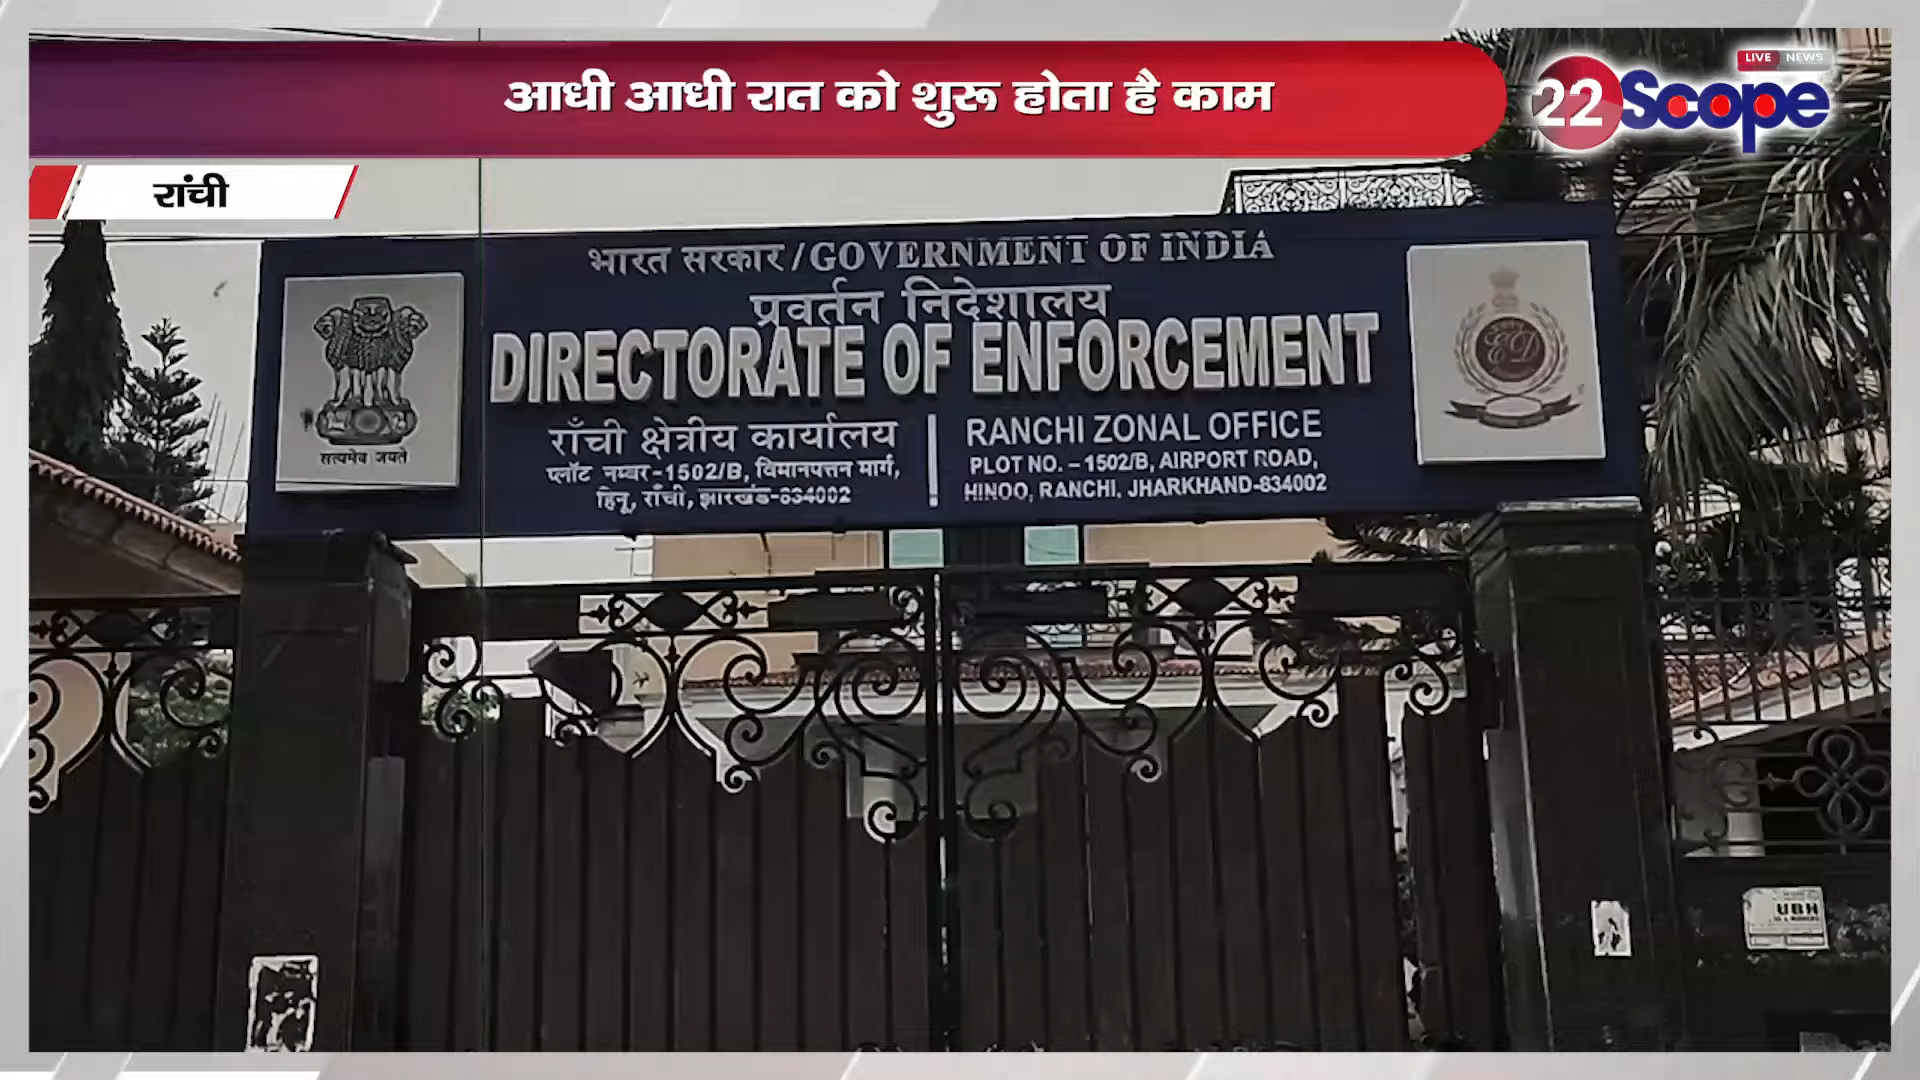 आधी आधी रात को शुरू होता है काम
LIVE NEWS
22Scope
रांची
भारत सरकार/GOVERNMENT OF INDIA
प्रवर्तन निदेशालय
DIRECTORATE OF ENFORCEMENT
सत्यमेव जयते
ED
राँची क्षेत्रीय कार्यालय
प्लॉट नम्बर-1502/B, विमानपत्तन मार्ग,
हिनू, राँची, झारखंड-834002
RANCHI ZONAL OFFICE
PLOT NO. – 1502/B, AIRPORT ROAD,
HINOO, RANCHI. JHARKHAND-834002
UBH